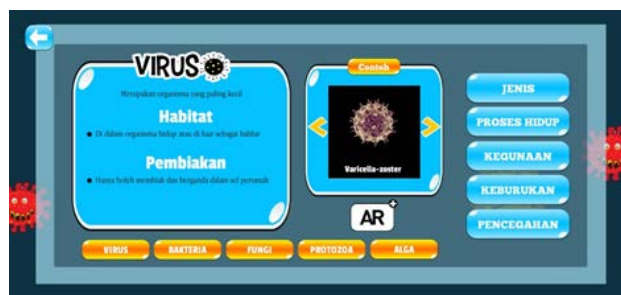 VIRUS
Merupakan organisma yang paling kecil
Habitat
Di dalam organisma hidup atau di luar sebagai hablur
Pembiakan
Hanya boleh membiak dan berganda dalam sel perumah
Contoh
Varicella-zoster
AR+
JENIS
PROSES HIDUP
KEGUNAAN
KEBURUKAN
PENCEGAHAN
VIRUS
BAKTERIA
FUNGI
PROTOZOA
ALGA